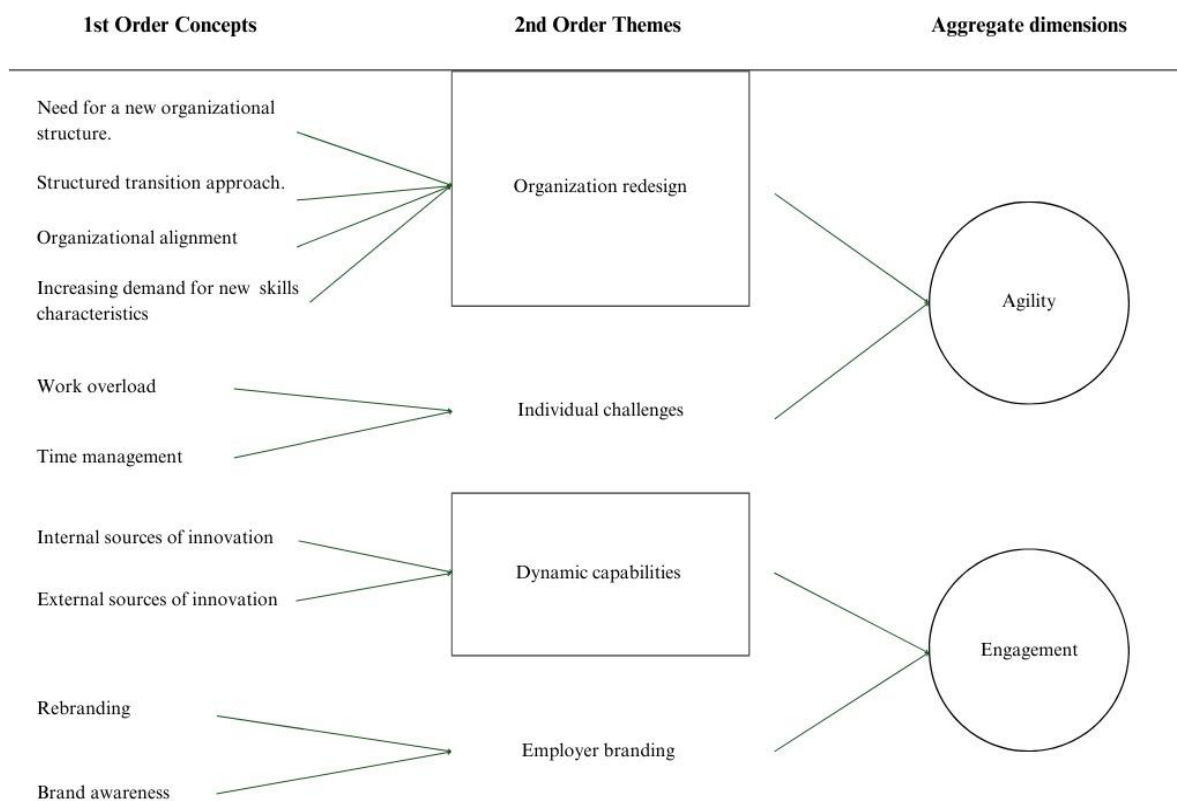 1st Order Concepts
2nd Order Themes
Aggregate dimensions
Need for a new organizational
structure.
Structured transition approach.
Organizational alignment
Increasing demand for new  skills
characteristics
Organization redesign
Agility
Work overload
Time management
Individual challenges
Internal sources of innovation
External sources of innovation
Dynamic capabilities
Engagement
Rebranding
Brand awareness
Employer branding